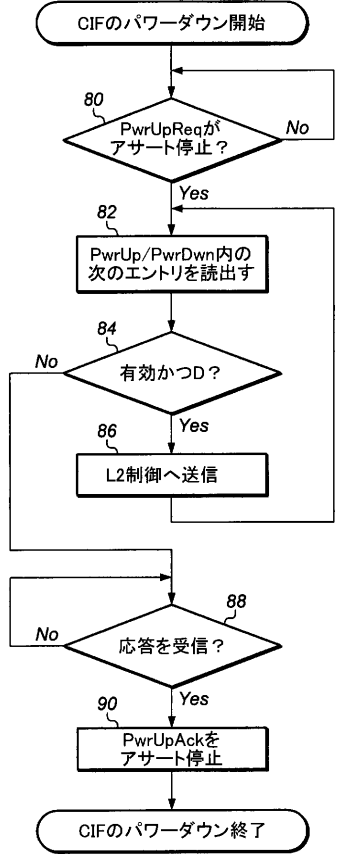 CIFのパワーダウン開始
80
PwrUpReqが
アサート停止？
No
Yes
82
PwrUp/PwrDwn内の
次のエントリを読出す
84
有効かつD？
No
Yes
86
L2制御へ送信
88
応答を受信？
No
Yes
90
PwrUpAckを
アサート停止
CIFのパワーダウン終了